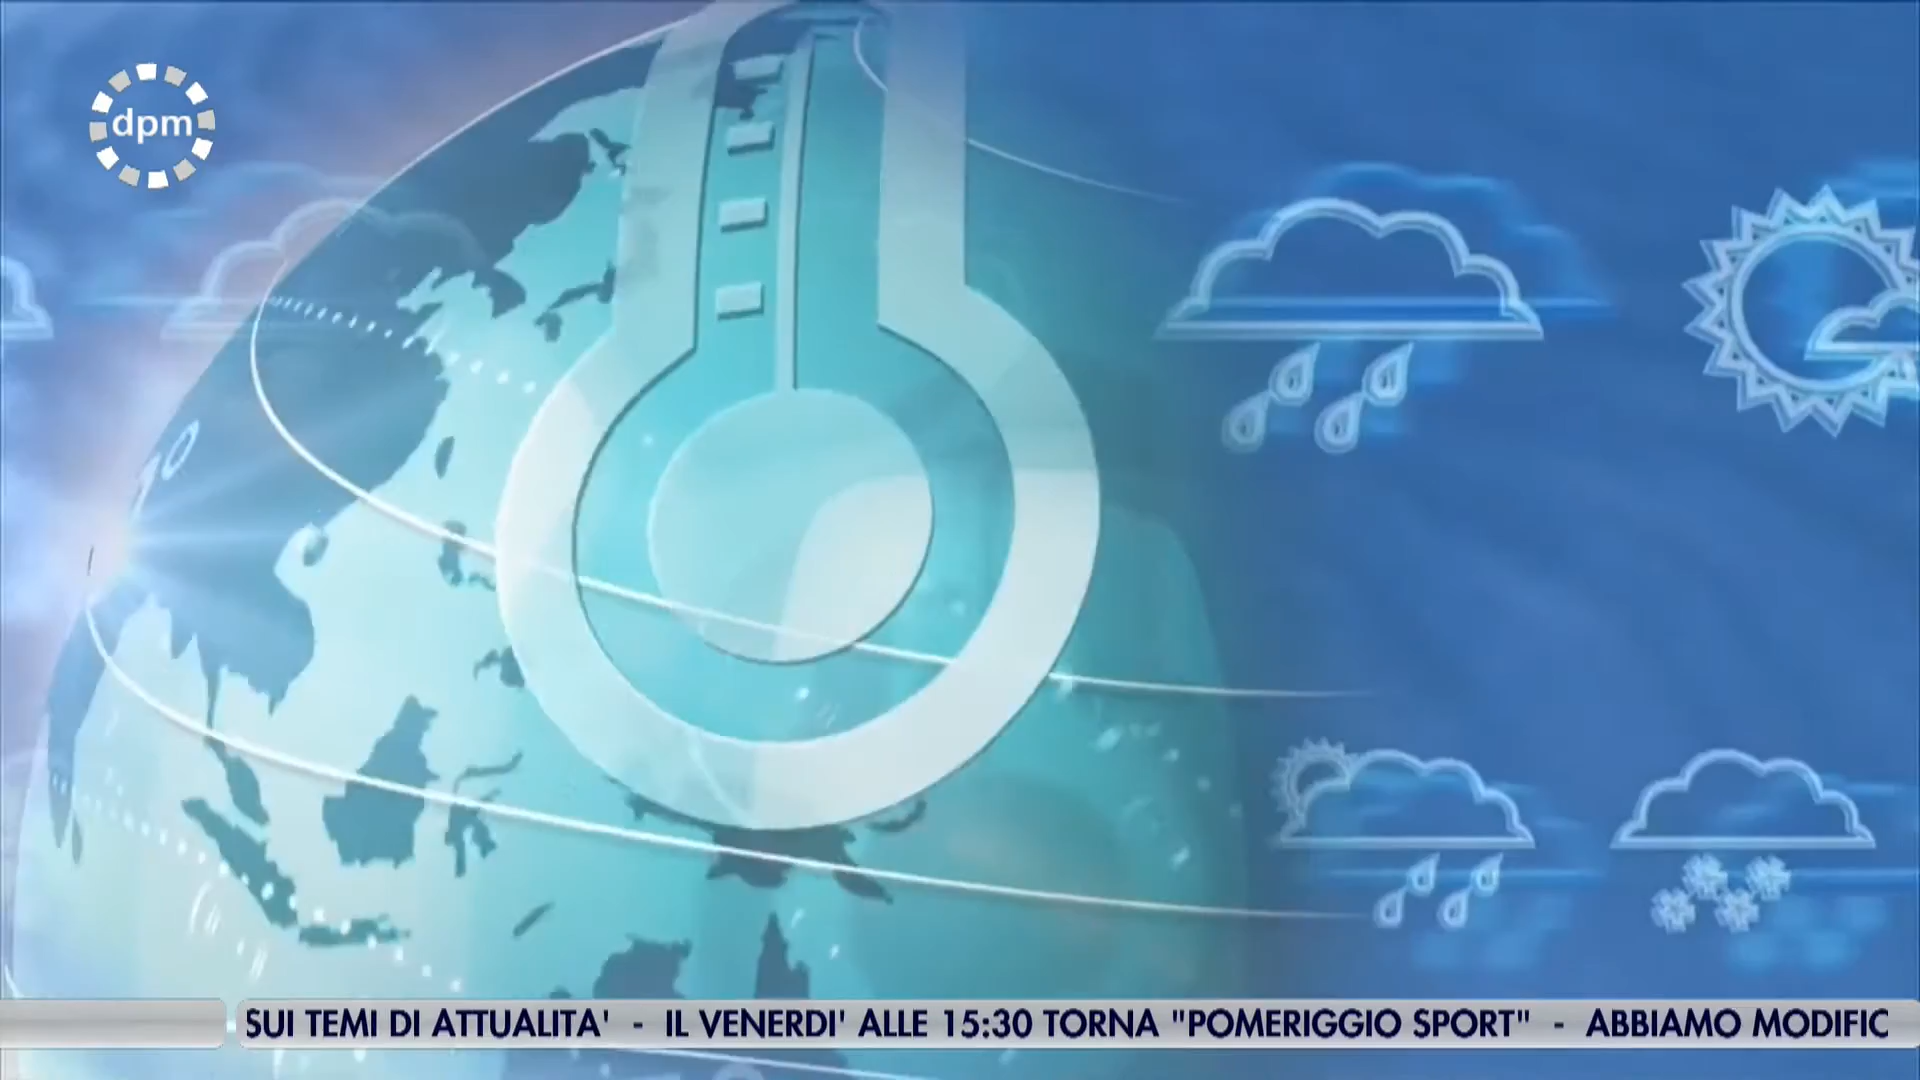 dpm
SUI TEMI DI ATTUALITA' - IL VENERDI' ALLE 15:30 TORNA "POMERIGGIO SPORT" - ABBIAMO MODIFIC